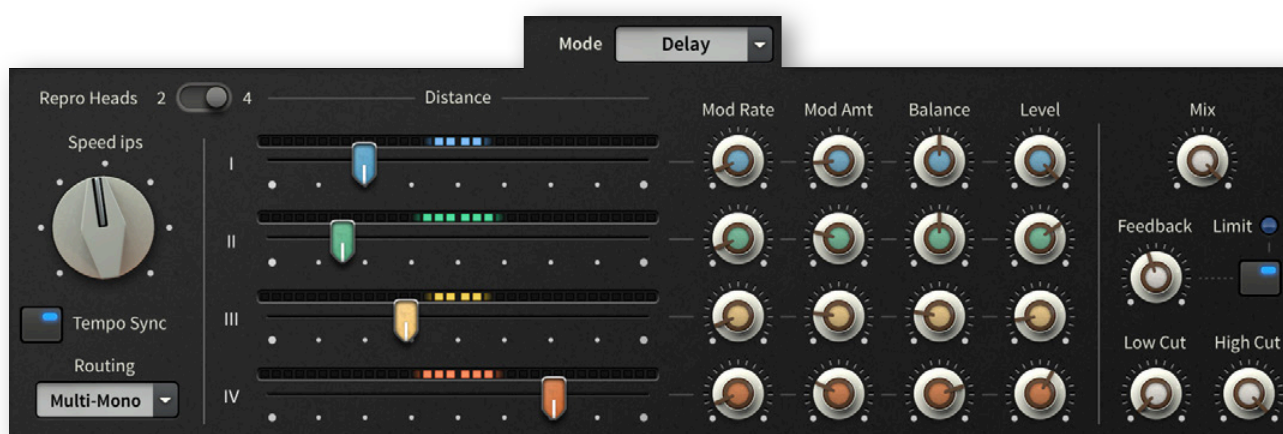 Mode Delay
Repro Heads 2 4 Distance
Mod Rate Mod Amt Balance Level Mix
Speed ips
I
Feedback Limit
II
III
Tempo Sync
Low Cut High Cut
Routing
IV
Multi-Mono